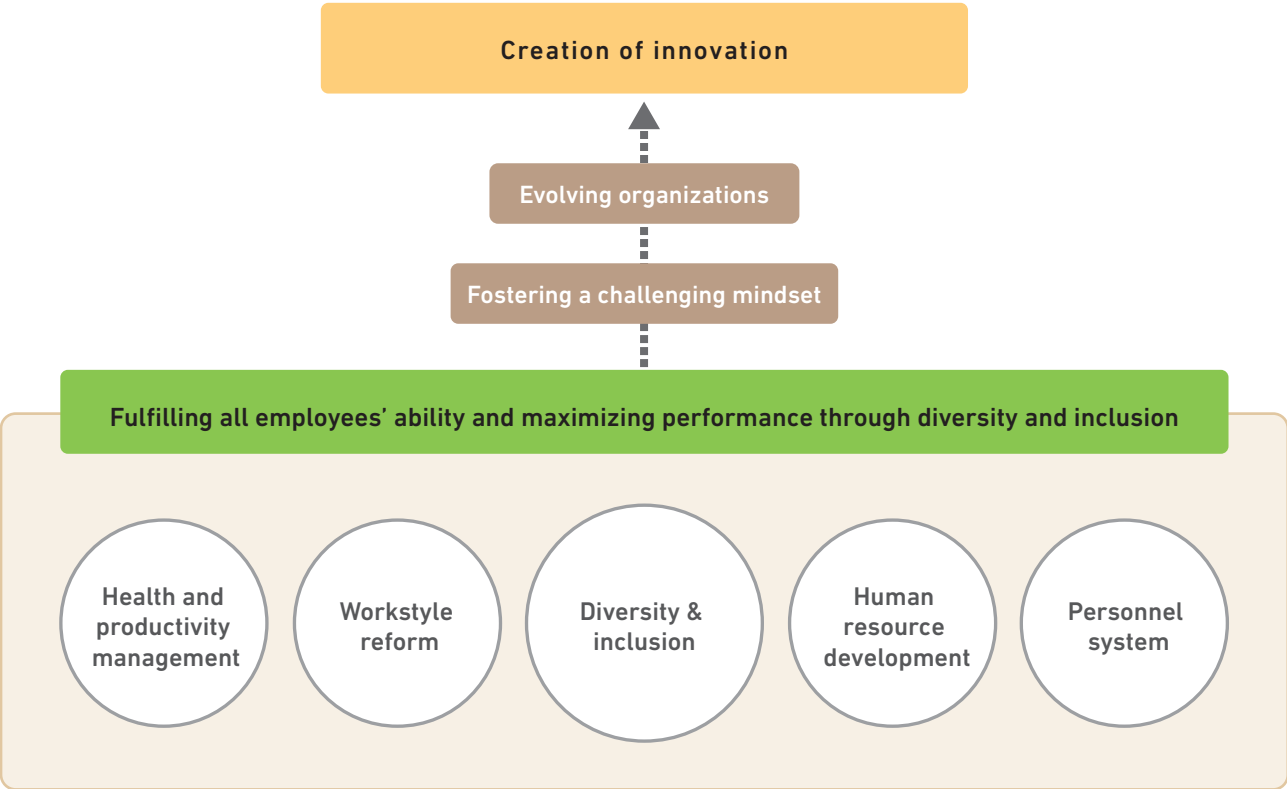 Creation of innovation
Evolving organizations
Fostering a challenging mindset
Fulfilling all employees’ ability and maximizing performance through diversity and inclusion
Health and
productivity
management
Workstyle
reform
Diversity &
inclusion
Human
resource
development
Personnel
system